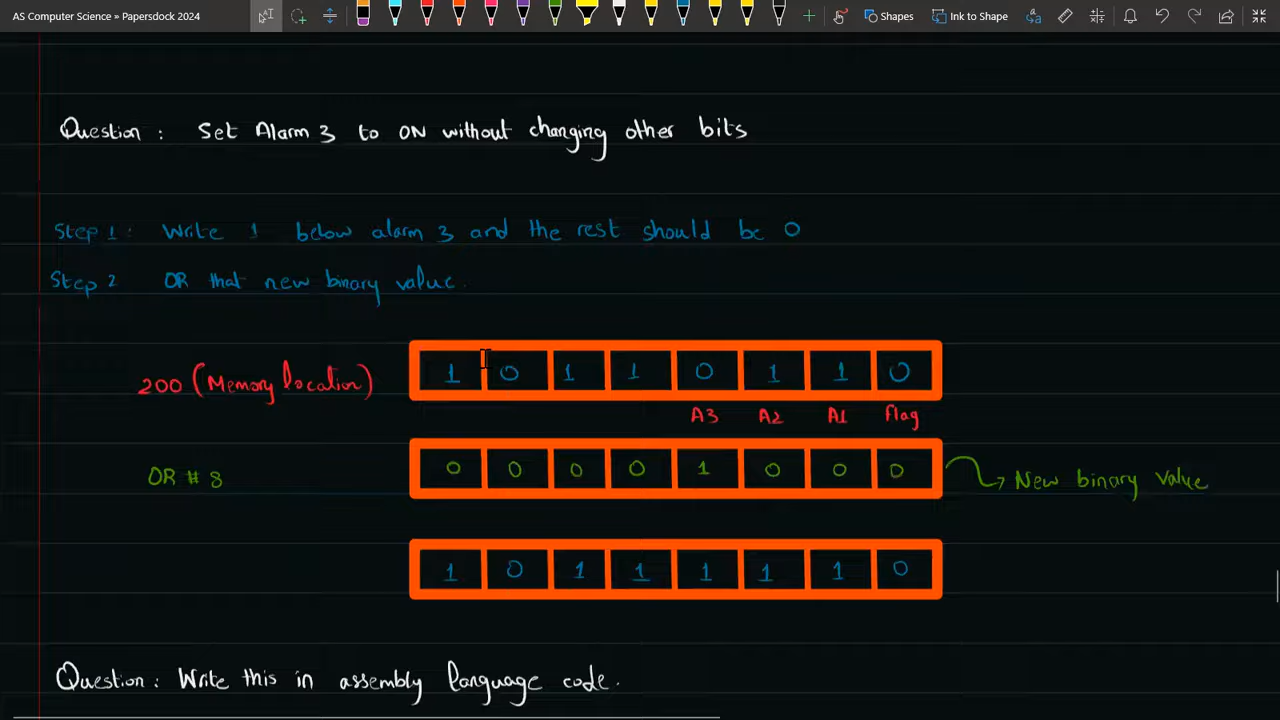 AS Computer Science » Papersdock 2024
Shapes
Ink to Shape
Question : Set Alarm 3 to ON without changing other bits
Step 1 : Write 1 below alarm 3 and the rest should be 0
Step 2 OR that new binary value.
200 (Memory location) 1 0 1 1 0 1 1 0
A3 A2 A1 flag
OR # 8 0 0 0 0 1 0 0 0 New binary value
1 0 1 1 1 1 1 0
Question : Write this in assembly language code.